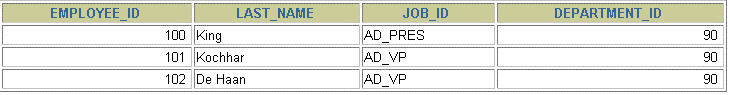 EMPLOYEE_ID LAST_NAME JOB_ID DEPARTMENT_ID
100 King AD_PRES 90
101 Kochhar AD_VP 90
102 De Haan AD_VP 90